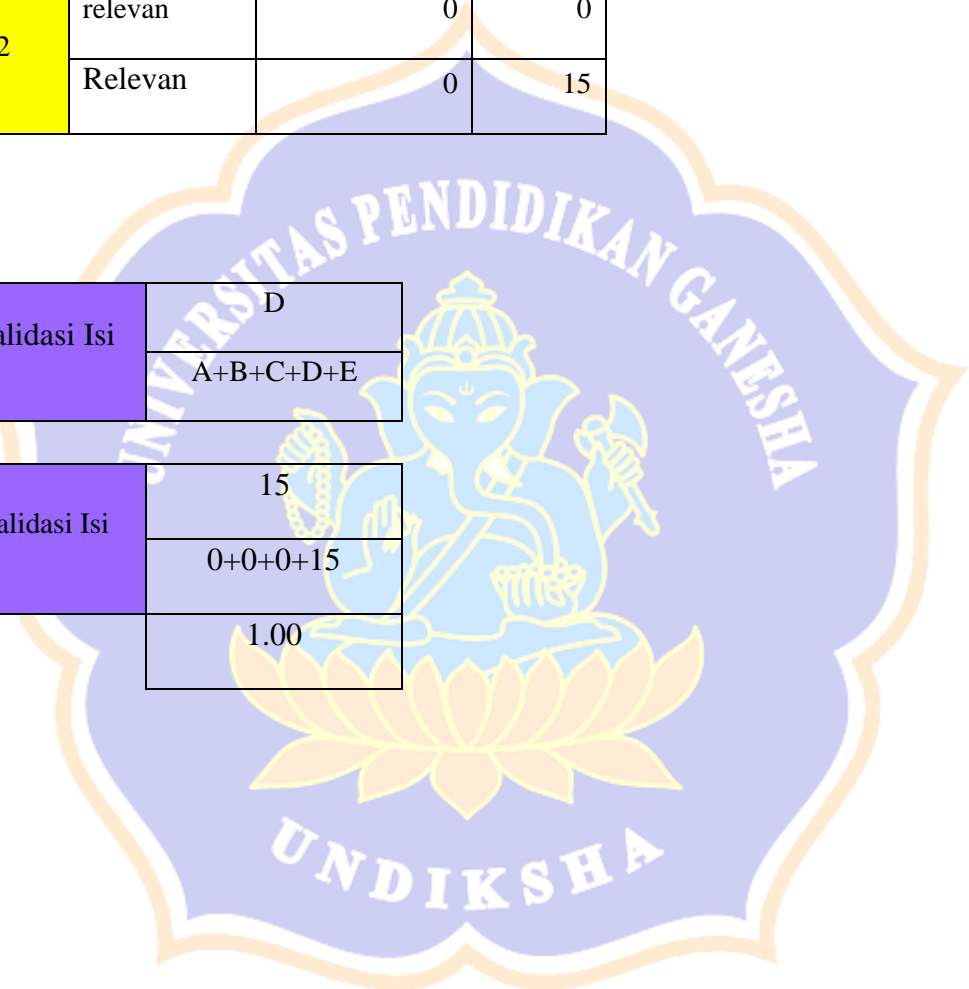 relevan 0 0
2
Relevan 0 15
UNIVERSITAS PENDIDIKAN GANESHA
D
alidasi Isi
A+B+C+D+E
15
alidasi Isi
0+0+0+15
1.00
UNDIKSHA